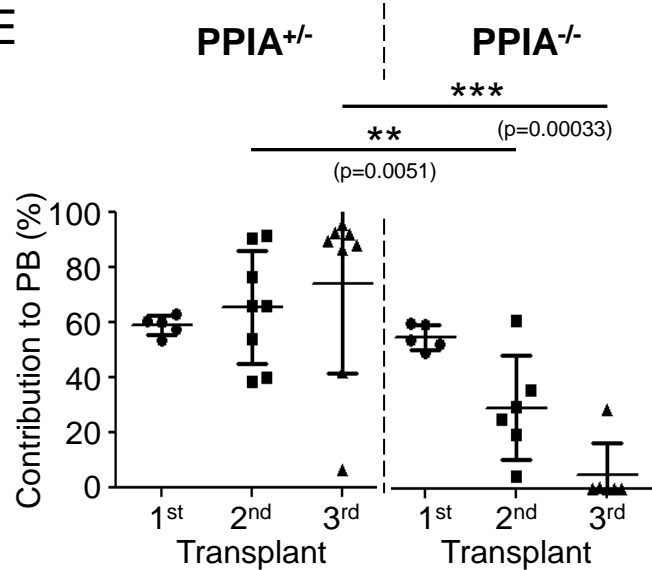 E
PPIA+/- PPIA-/-
***
(p=0.00033)
**
(p=0.0051)
Contribution to PB (%)
100
80
60
40
20
0
1st 2nd 3rd 1st 2nd 3rd
Transplant Transplant